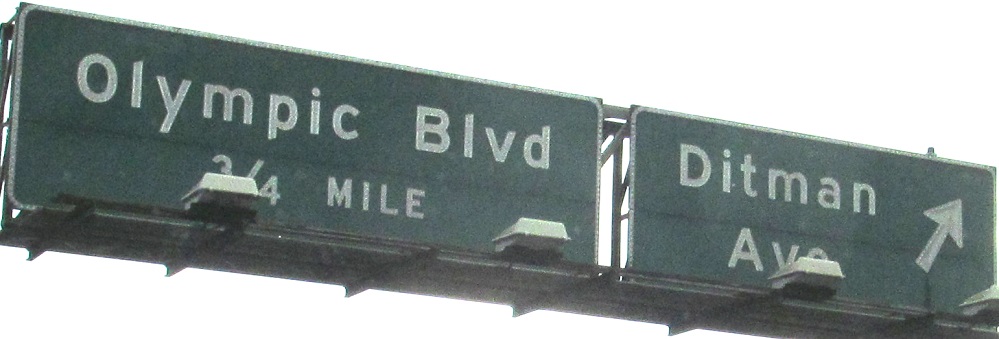 Olympic Blvd
3/4 MILE
Ditman
Ave